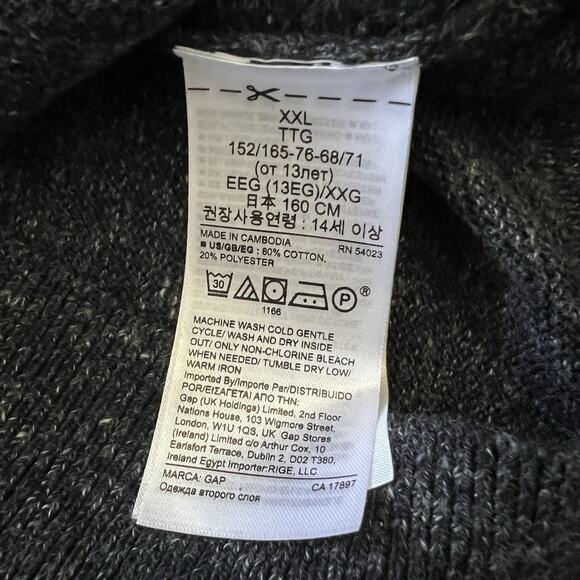 XXL
TTG
152/165-76-68/71
(от 13лет)
EEG (13EG)/XXG
日本 160 CM
권장사용연령 : 14세 이상
MADE IN CAMBODIA RN 54023
■ US/GB/EG : 80% COTTON,
20% POLYESTER
30 P ®
1166
MACHINE WASH COLD GENTLE
CYCLE/ WASH AND DRY INSIDE
OUT/ ONLY NON-CHLORINE BLEACH
WHEN NEEDED/ TUMBLE DRY LOW/
WARM IRON
Imported By/Importe Par/DISTRIBUIDO
POR/ΕΙΣΑΓΕΤΑΙ ΑΠΟ ΤΗΝ:
Gap (UK Holdings) Limited, 2nd Floor
Nations House, 103 Wigmore Street,
London, W1U 1QS, UK Gap Stores
(Ireland) Limited c/o Arthur Cox, 10
Earlsfort Terrace, Dublin 2, D02 T380,
Ireland Egypt Importer:RIGE, LLC
MARCA: GAP CA 17897
Одежда второго слоя